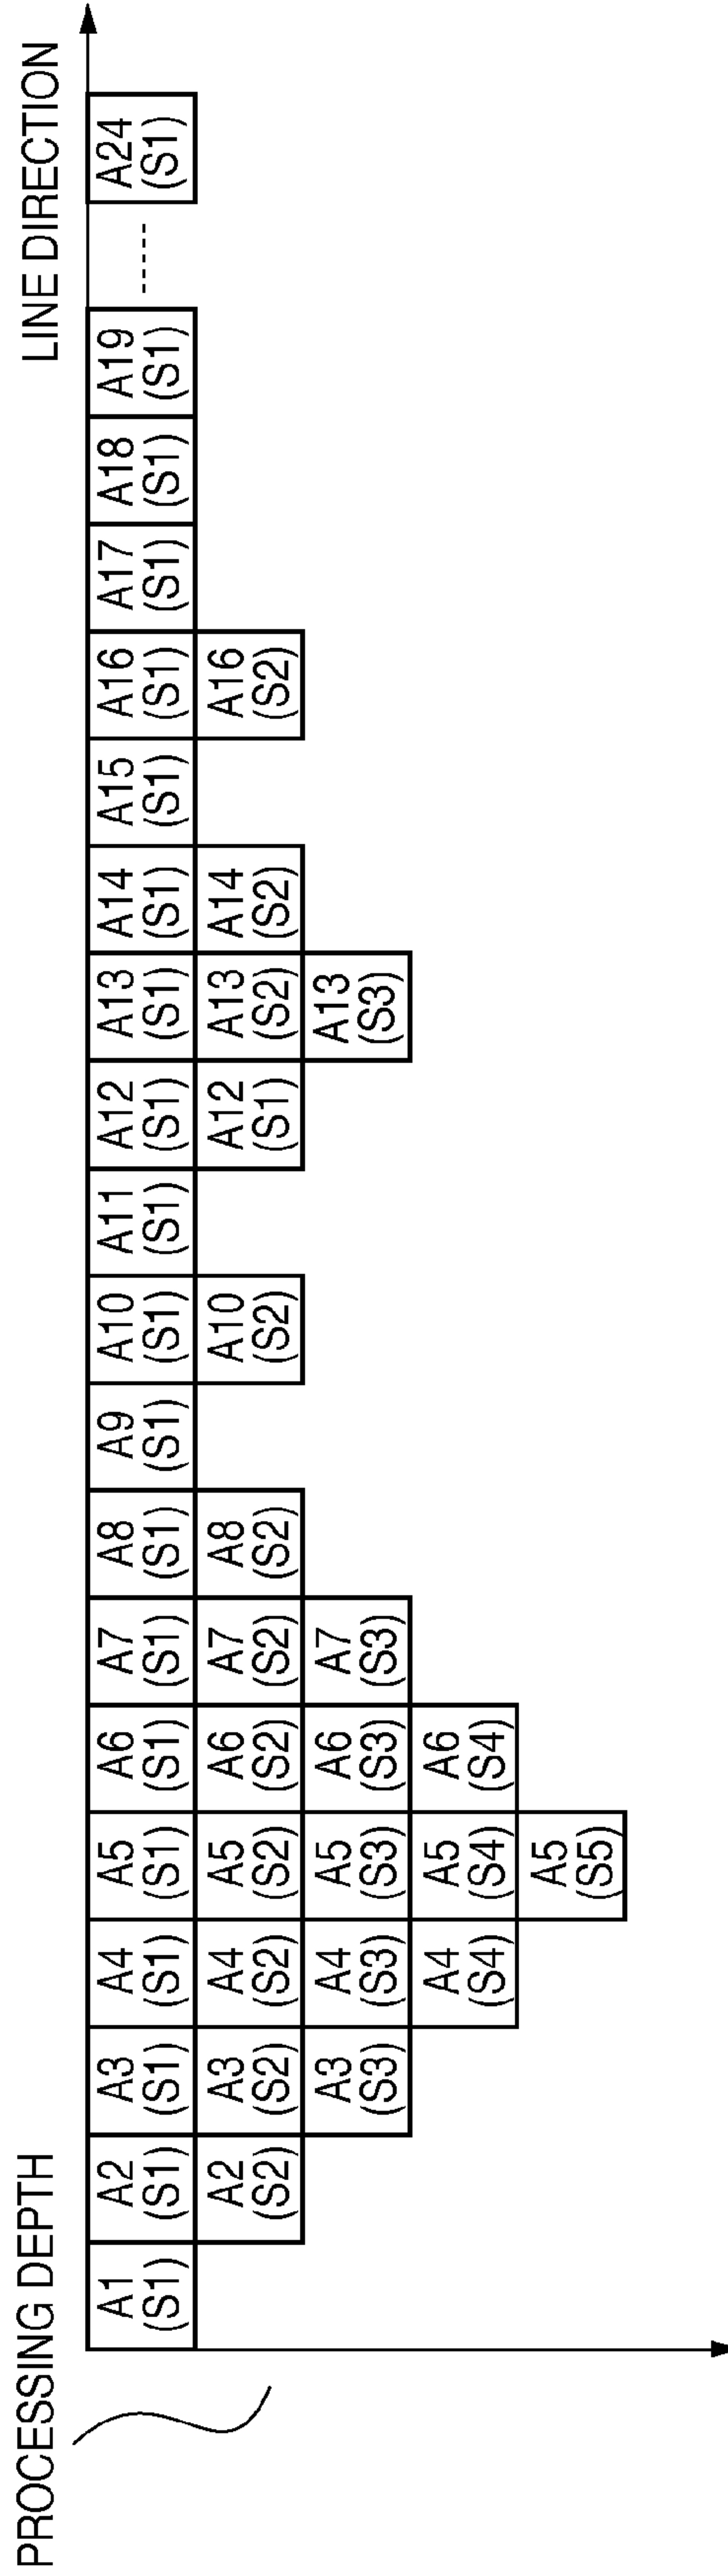 PROCESSING DEPTH
LINE DIRECTION
A1
(S1)
A2
(S1)
A3
(S1)
A4
(S1)
A5
(S1)
A6
(S1)
A7
(S1)
A8
(S1)
A9
(S1)
A10
(S1)
A11
(S1)
A12
(S1)
A13
(S1)
A14
(S1)
A15
(S1)
A16
(S1)
A17
(S1)
A18
(S1)
A19
(S1)
A24
(S1)
A2
(S2)
A3
(S2)
A4
(S2)
A5
(S2)
A6
(S2)
A7
(S2)
A8
(S2)
A10
(S2)
A12
(S1)
A13
(S2)
A14
(S2)
A16
(S2)
A3
(S3)
A4
(S3)
A5
(S3)
A6
(S3)
A7
(S3)
A13
(S3)
A4
(S4)
A5
(S4)
A6
(S4)
A5
(S5)